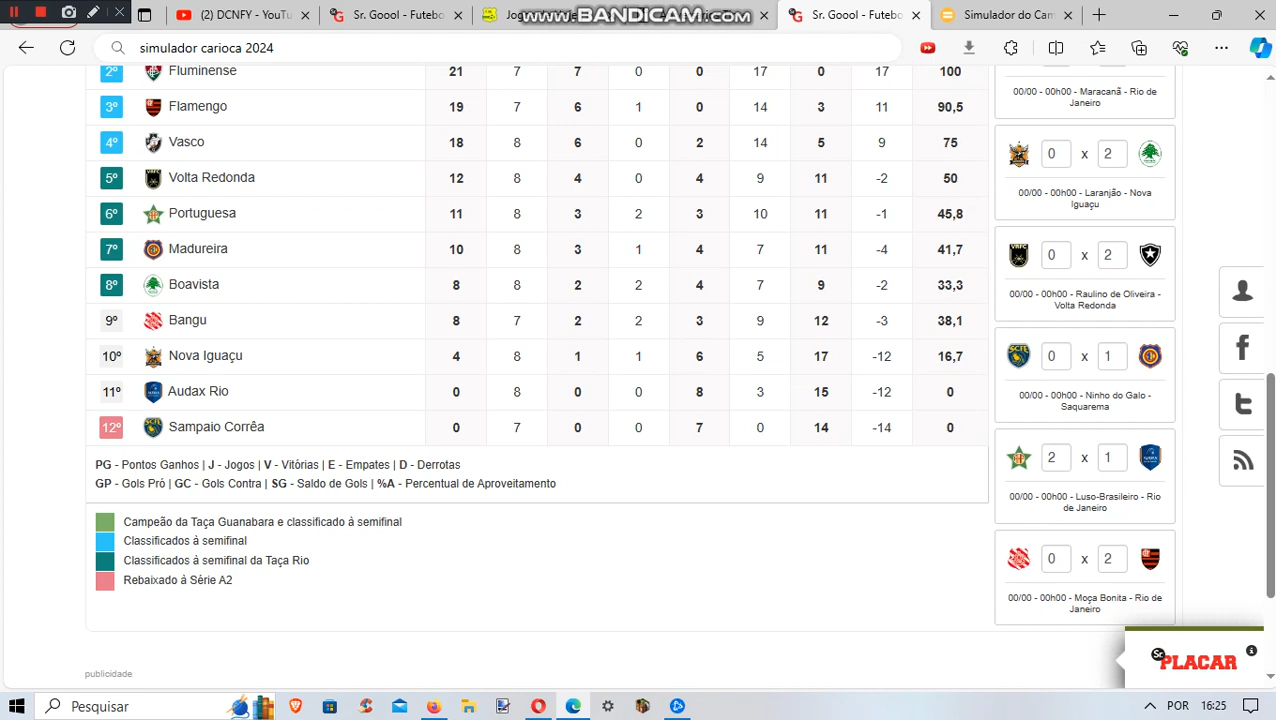 (2) DCNFY - YouTu
Sr. Goool - Futeb
www.BANDICAM.com
Sr. Goool - Futebo
Simulador do Cam
simulador carioca 2024
2º Fluminense 21 7 7 0 0 17 0 17 100
3º Flamengo 19 7 6 1 0 14 3 11 90,5
4º Vasco 18 8 6 0 2 14 5 9 75
5º Volta Redonda 12 8 4 0 4 9 11 -2 50
6º Portuguesa 11 8 3 2 3 10 11 -1 45,8
7º Madureira 10 8 3 1 4 7 11 -4 41,7
8º Boavista 8 8 2 2 4 7 9 -2 33,3
9º Bangu 8 7 2 2 3 9 12 -3 38,1
10º Nova Iguaçu 4 8 1 1 6 5 17 -12 16,7
11º Audax Rio 0 8 0 0 8 3 15 -12 0
12º Sampaio Corrêa 0 7 0 0 7 0 14 -14 0
PG - Pontos Ganhos | J - Jogos | V - Vitórias | E - Empates | D - Derrotas
GP - Gols Pró | GC - Gols Contra | SG - Saldo de Gols | %A - Percentual de Aproveitamento
Campeão da Taça Guanabara e classificado à semifinal
Classificados à semifinal
Classificados à semifinal da Taça Rio
Rebaixado à Série A2
publicidade
00/00 - 00h00 - Maracanã - Rio de
Janeiro
0 x 2
00/00 - 00h00 - Laranjão - Nova
Iguaçu
VRFC 0 x 2
00/00 - 00h00 - Raulino de Oliveira -
Volta Redonda
SCFC 0 x 1
00/00 - 00h00 - Ninho do Galo -
Saquarema
2 x 1
00/00 - 00h00 - Luso-Brasileiro - Rio
de Janeiro
0 x 2
00/00 - 00h00 - Moça Bonita - Rio de
Janeiro
Sr. PLACAR
Pesquisar
POR 16:25